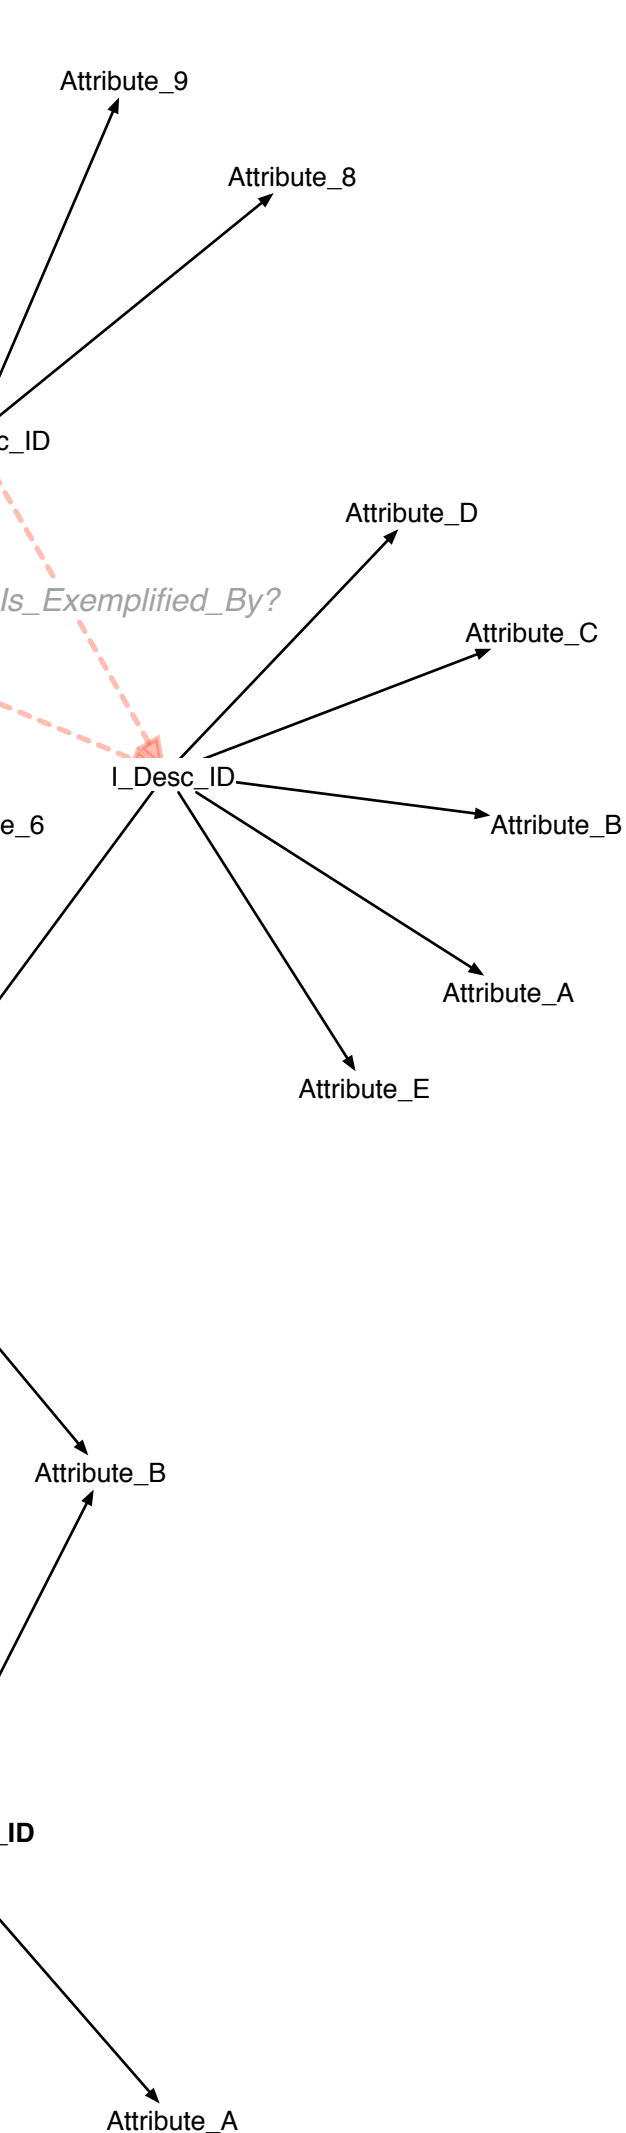 Attribute_9
Attribute_8
c_ID
Attribute_D
Is_Exemplified_By?
Attribute_C
I_Desc_ID
e_6
Attribute_B
Attribute_A
Attribute_E
Attribute_B
_ID
Attribute_A